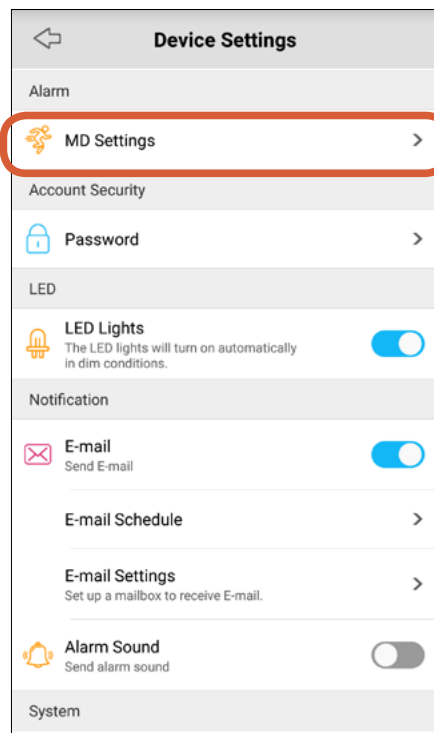 Device Settings
Alarm
MD Settings
Account Security
Password
LED
LED Lights
The LED lights will turn on automatically
in dim conditions.
Notification
E-mail
Send E-mail
E-mail Schedule
E-mail Settings
Set up a mailbox to receive E-mail.
Alarm Sound
Send alarm sound
System